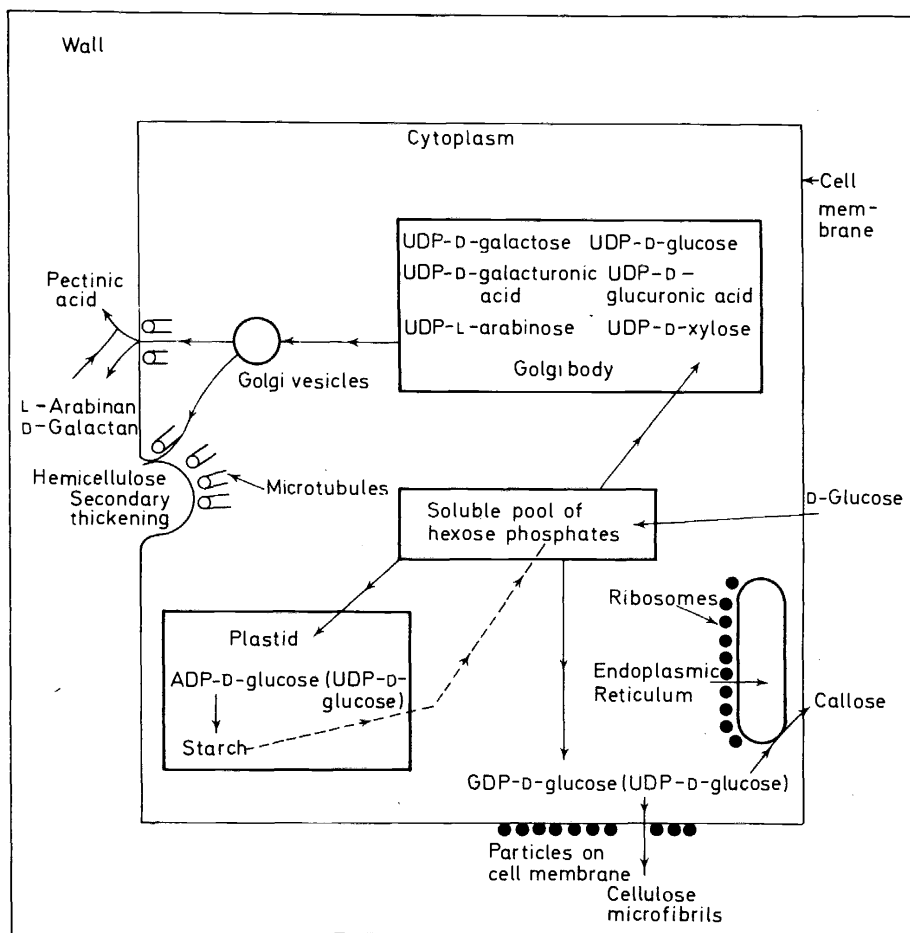 Wall
Cytoplasm
Cell
mem-
brane
UDP-D-galactose UDP-D-glucose
UDP-D-galacturonic
acid
UDP-D-
glucuronic acid
UDP-L-arabinose UDP-D-xylose
Golgi body
Pectinic
acid
Golgi vesicles
L-Arabinan
D-Galactan
Hemicellulose
Secondary
thickening
Microtubules
Soluble pool of
hexose phosphates
D-Glucose
Plastid
ADP-D-glucose (UDP-D-
glucose)
Starch
Ribosomes
Endoplasmic
Reticulum
Callose
GDP-D-glucose (UDP-D-glucose)
Particles on
cell membrane
Cellulose
microfibrils